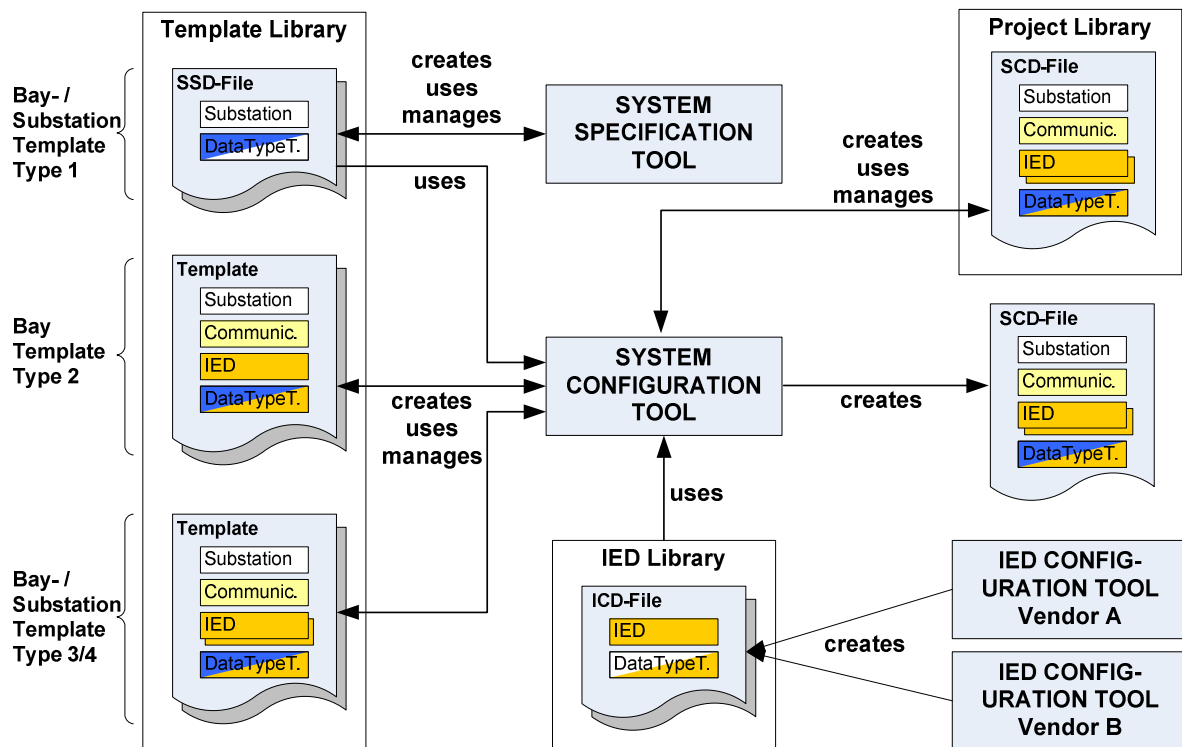 Template Library
Bay- /
Substation
Template
Type 1
SSD-File
Substation
DataTypeT.
creates
uses
manages
uses
SYSTEM
SPECIFICATION
TOOL
Project Library
SCD-File
Substation
Communic.
IED
DataTypeT.
creates
uses
manages
Bay
Template
Type 2
Template
Substation
Communic.
IED
DataTypeT.
creates
uses
manages
SYSTEM
CONFIGURATION
TOOL
creates
SCD-File
Substation
Communic.
IED
DataTypeT.
uses
Bay- /
Substation
Template
Type 3/4
Template
Substation
Communic.
IED
DataTypeT.
IED Library
ICD-File
IED
DataTypeT.
creates
IED CONFIG-
URATION TOOL
Vendor A
IED CONFIG-
URATION TOOL
Vendor B